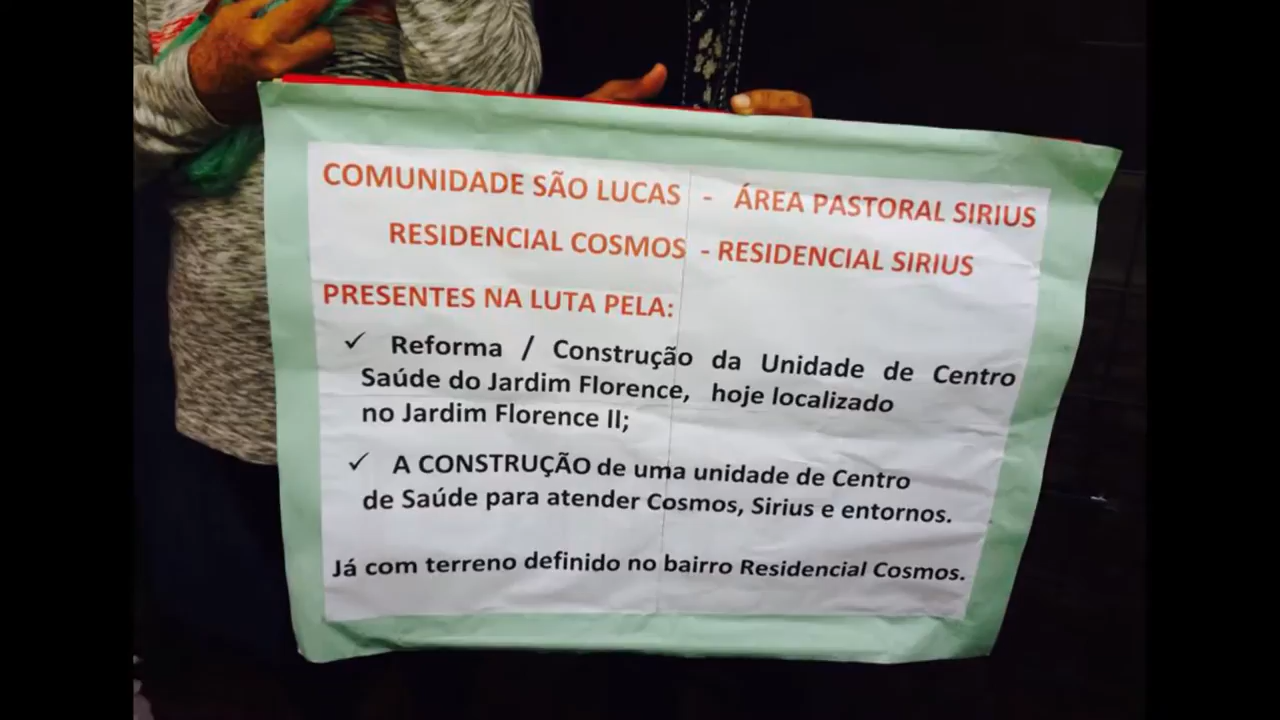 COMUNIDADE SÃO LUCAS - ÁREA PASTORAL SIRIUS
RESIDENCIAL COSMOS - RESIDENCIAL SIRIUS
PRESENTES NA LUTA PELA:
✓ Reforma / Construção da Unidade de Centro
Saúde do Jardim Florence, hoje localizado
no Jardim Florence II;
✓ A CONSTRUÇÃO de uma unidade de Centro
de Saúde para atender Cosmos, Sirius e entornos.
Já com terreno definido no bairro Residencial Cosmos.